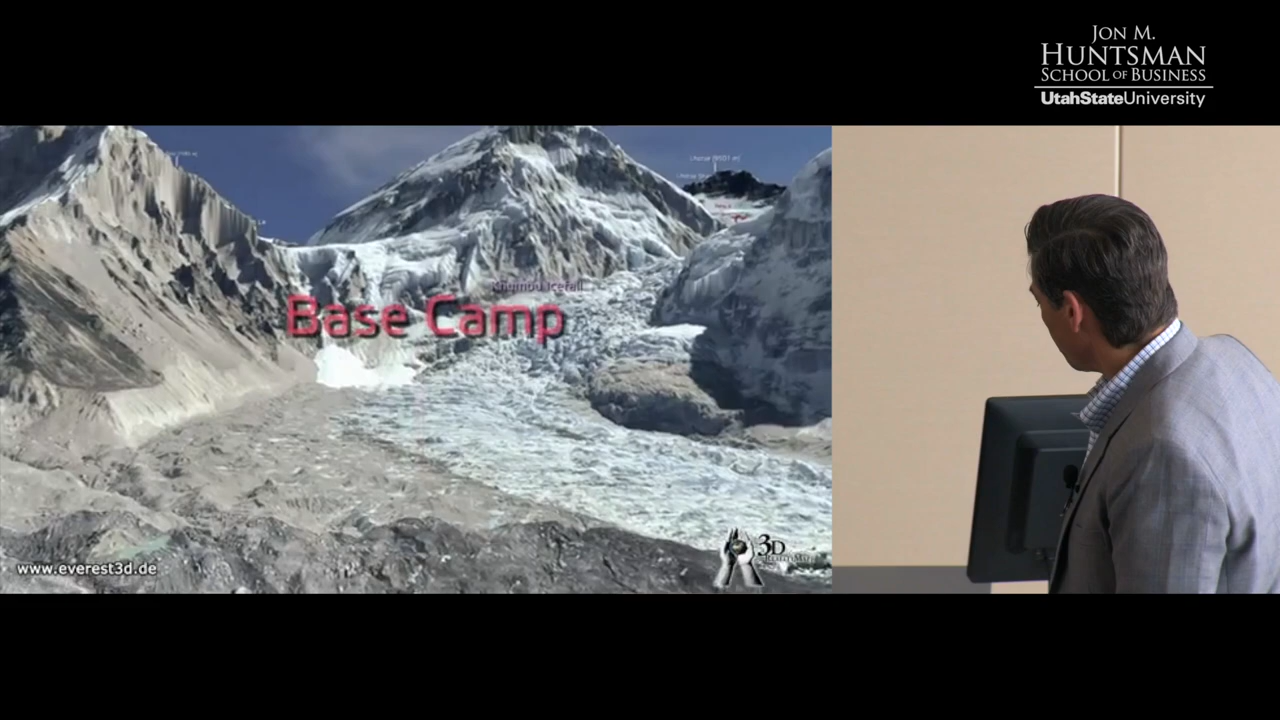 JON M.
HUNTSMAN
SCHOOL OF BUSINESS
UtahStateUniversity
Khumbu Icefall
Base Camp
www.everest3d.de
3D